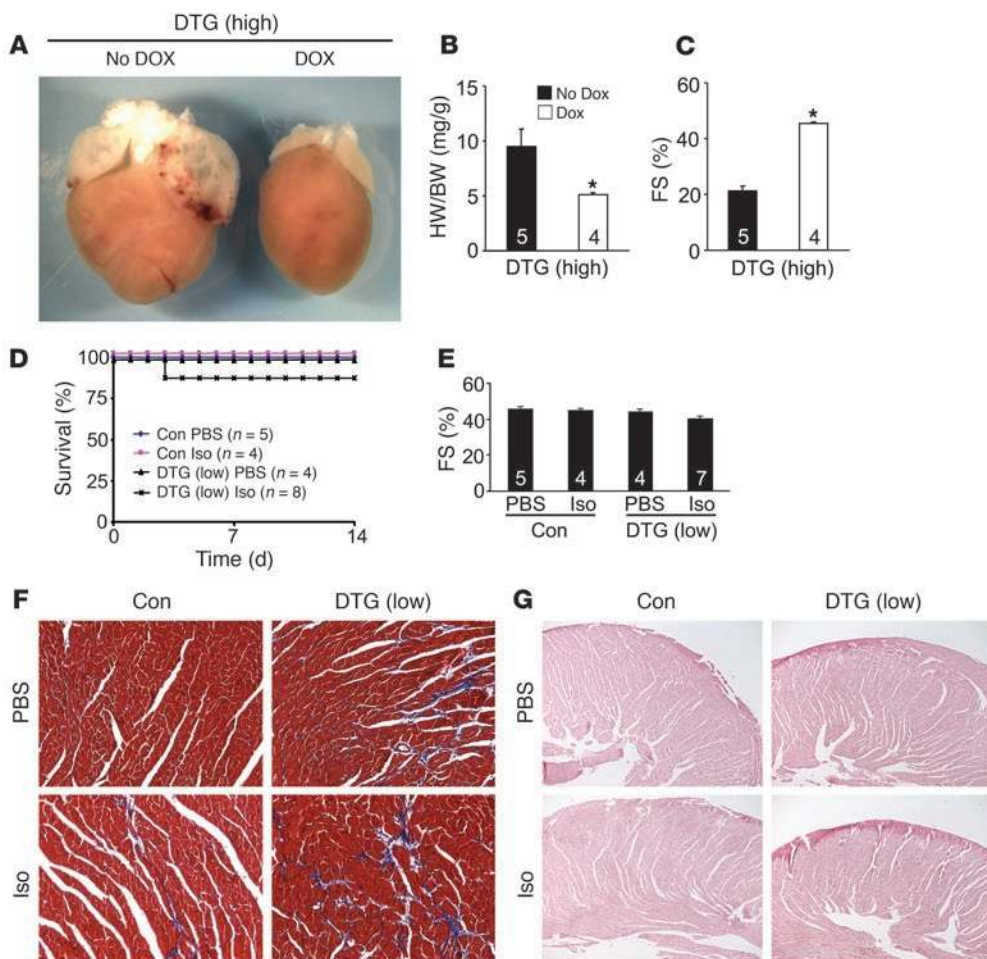 A
DTG (high)
No DOX
DOX
B
HW/BW (mg/g)
15
10
5
0
No Dox
Dox
*
5
4
DTG (high)
C
FS (%)
60
40
20
0
*
5
4
DTG (high)
D
Survival (%)
100
75
50
25
0
Con PBS (n = 5)
Con Iso (n = 4)
DTG (low) PBS (n = 4)
DTG (low) Iso (n = 8)
0 7 14
Time (d)
E
FS (%)
60
40
20
0
5 4 4 7
PBS Iso PBS Iso
Con DTG (low)
F
Con DTG (low)
PBS
Iso
G
Con DTG (low)
PBS
Iso